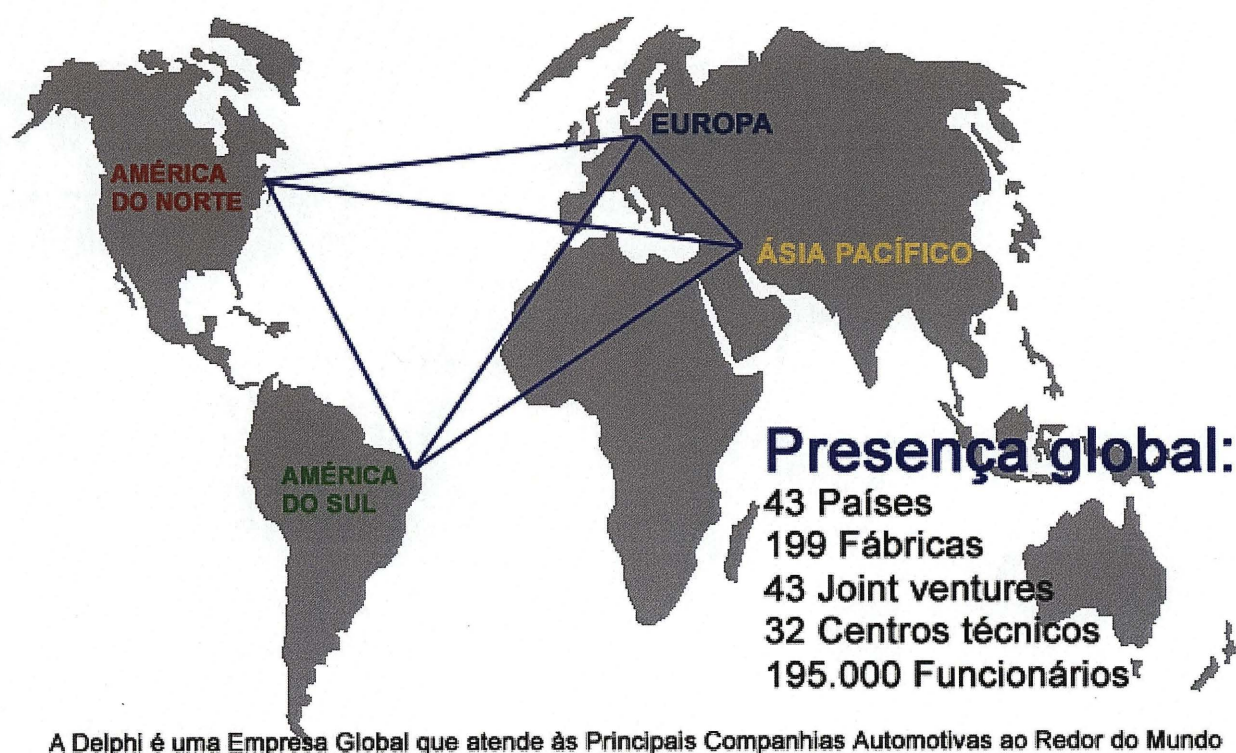 EUROPA
AMÉRICA
DO NORTE
ÁSIA PACÍFICO
AMÉRICA
DO SUL
Presença global:
43 Países
199 Fábricas
43 Joint ventures
32 Centros técnicos
195.000 Funcionários
A Delphi é uma Empresa Global que atende às Principais Companhias Automotivas ao Redor do Mundo